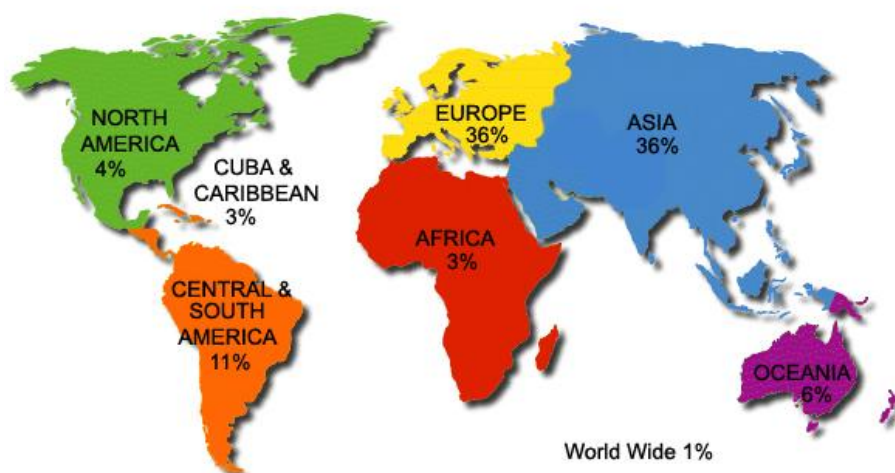 NORTH
AMERICA
4%
CUBA &
CARIBBEAN
3%
CENTRAL &
SOUTH
AMERICA
11%
EUROPE
36%
ASIA
36%
AFRICA
3%
OCEANIA
6%
World Wide 1%